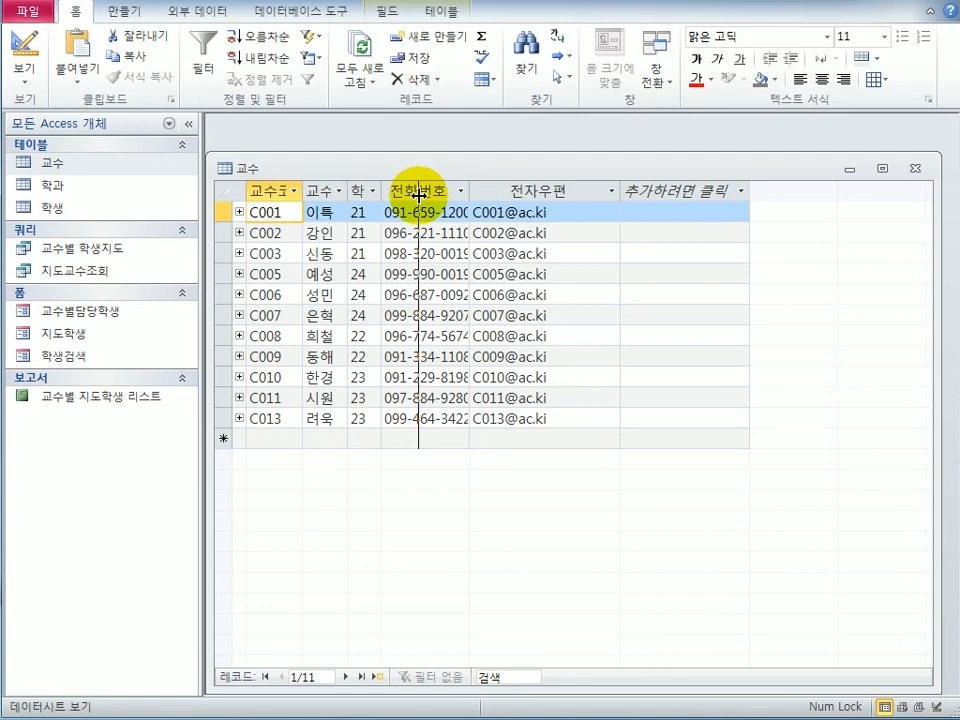 파일 홈 만들기 외부 데이터 데이터베이스 도구 필드 테이블
보기 붙여넣기 잘라내기 복사 서식 복사 필터 오름차순 내림차순 정렬 제거 모두 새로 고침 새로 만들기 저장 삭제 찾기 폼 크기에 맞춤 창 전환 맑은 고딕 11
가 가 가 가
보기 클립보드 정렬 및 필터 레코드 찾기 창 텍스트 서식
모든 Access 개체
테이블
교수
학과
학생
쿼리
교수별 학생지도
지도교수조회
폼
교수별담당학생
지도학생
학생검색
보고서
교수별 지도학생 리스트
교수
교수 학 전화번호 전자우편 추가하려면 클릭
C001 이특 21 091-659-1200 C001@ac.ki
C002 강인 21 096-221-1110 C002@ac.ki
C003 신동 21 098-320-0019 C003@ac.ki
C005 예성 24 099-990-0019 C005@ac.ki
C006 성민 24 096-687-0092 C006@ac.ki
C007 은혁 24 099-884-9207 C007@ac.ki
C008 희철 22 096-774-5674 C008@ac.ki
C009 동해 22 091-334-1108 C009@ac.ki
C010 한경 23 091-229-8198 C010@ac.ki
C011 시원 23 097-884-9280 C011@ac.ki
C013 려욱 23 099-464-3422 C013@ac.ki
레코드: 1/11 필터 없음 검색
데이터시트 보기 Num Lock